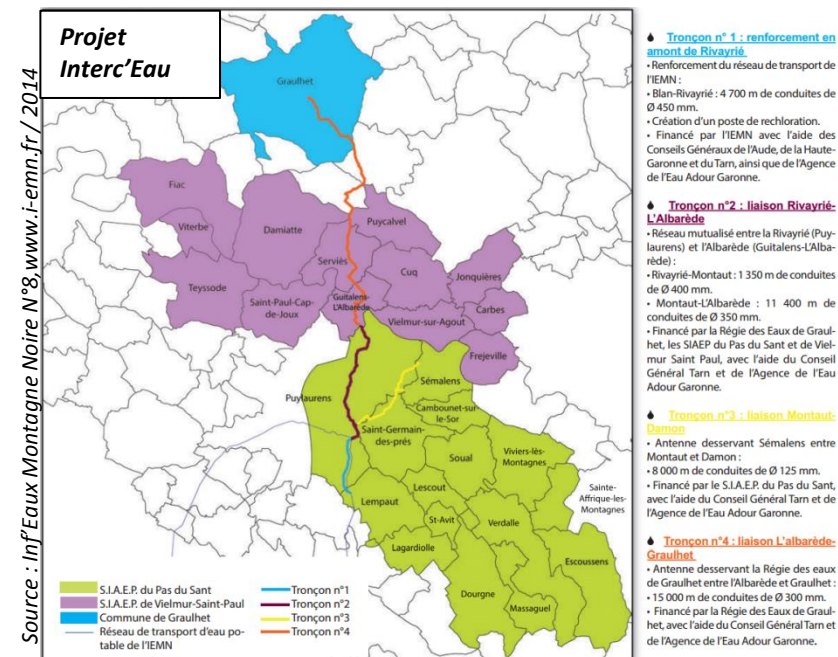 Projet
Interc’Eau
Source : Inf’Eaux Montagne Noire N°8,www.i-emn.fr/ 2014
Graulhet
Fiac
Viterbe
Damiatte
Puycalvel
Serviès
Teyssode
Saint-Paul-Cap-
de-Joux
Guitalens-
L'Albarède
Cuq
Jonquières
Carbes
Vielmur-sur-Agout
Frejeville
Puylaurens
Sémalens
Cambounet-sur-
le-Sor
Saint-Germain-
des-prés
Soual
Viviers-lès-
Montagnes
Lempaut
Lescout
Sainte-
Affrique-les-
Montagnes
St-Avit
Verdalle
Lagardiolle
Escoussens
Dourgne
Massaguel
S.I.A.E.P. du Pas du Sant
S.I.A.E.P. de Vielmur-Saint-Paul
Commune de Graulhet
Réseau de transport d'eau po-
table de l'IEMN
Tronçon n°1
Tronçon n°2
Tronçon n°3
Tronçon n°4
Tronçon n° 1 : renforcement en
amont de Rivayrié
• Renforcement du réseau de transport de
l'IEMN :
• Blan-Rivayrié : 4 700 m de conduites de
Ø 450 mm.
• Création d'un poste de rechloration.
• Financé par l'IEMN avec l'aide des
Conseils Généraux de l'Aude, de la Haute-
Garonne et du Tarn, ainsi que de l'Agence
de l'Eau Adour Garonne.
Tronçon n°2 : liaison Rivayrié-
L'Albarède
• Réseau mutualisé entre la Rivayrié (Puy-
laurens) et l'Albarède (Guitalens-L'Alba-
rède) :
• Rivayrié-Montaut : 1 350 m de conduites
de Ø 400 mm.
• Montaut-L'Albarède : 11 400 m de
conduites de Ø 350 mm.
• Financé par la Régie des Eaux de Graul-
het, les SIAEP du Pas du Sant et de Viel-
mur Saint Paul, avec l'aide du Conseil
Général Tarn et de l'Agence de l'Eau
Adour Garonne.
Tronçon n°3 : liaison Montaut-
Damon
• Antenne desservant Sémalens entre
Montaut et Damon :
• 8 000 m de conduites de Ø 125 mm.
• Financé par le S.I.A.E.P. du Pas du Sant,
avec l'aide du Conseil Général Tarn et de
l'Agence de l'Eau Adour Garonne.
Tronçon n°4 : liaison L'albarède-
Graulhet
• Antenne desservant la Régie des eaux
de Graulhet entre l'Albarède et Graulhet :
• 15 000 m de conduites de Ø 300 mm.
• Financé par la Régie des Eaux de Graul-
het, avec l'aide du Conseil Général Tarn et
de l'Agence de l'Eau Adour Garonne.